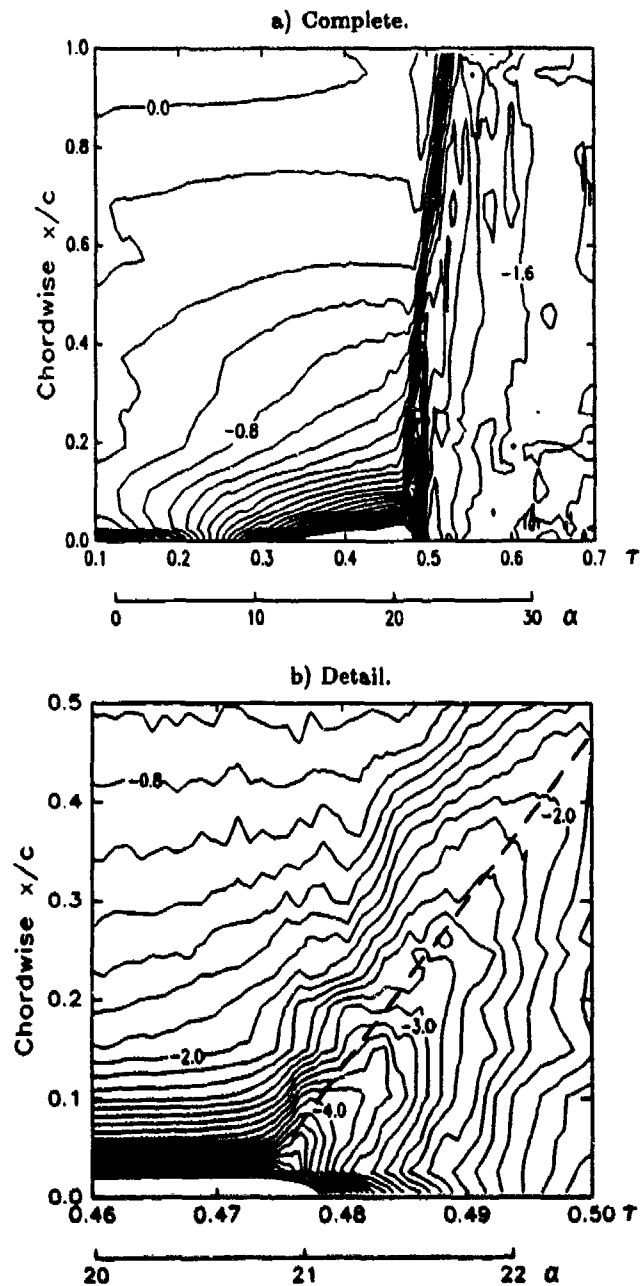 a) Complete.
1.0
0.0
0.8
0.6
-1.6
Chordwise x/c
0.4
-0.8
0.2
0.0
0.1 0.2 0.3 0.4 0.5 0.6 0.7 τ
0 10 20 30 α
b) Detail.
0.5
-0.8
0.4
-2.0
Chordwise x/c
0.3
0.2
-3.0
-2.0
0.1
-4.0
0.0
0.46 0.47 0.48 0.49 0.50 τ
20 21 22 α